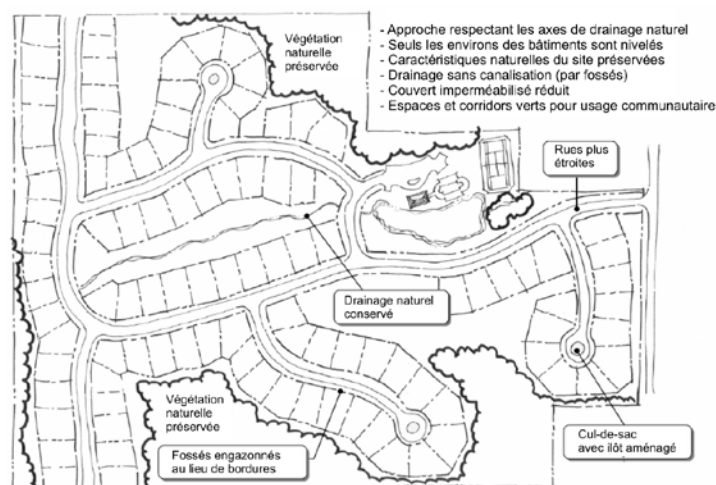 Végétation
naturelle
préservée
- Approche respectant les axes de drainage naturel
- Seuls les environs des bâtiments sont nivelés
- Caractéristiques naturelles du site préservées
- Drainage sans canalisation (par fossés)
- Couvert imperméabilisé réduit
- Espaces et corridors verts pour usage communautaire
Rues plus
étroites
Drainage naturel
conservé
Végétation
naturelle
préservée
Fossés engazonnés
au lieu de bordures
Cul-de-sac
avec ilôt aménagé